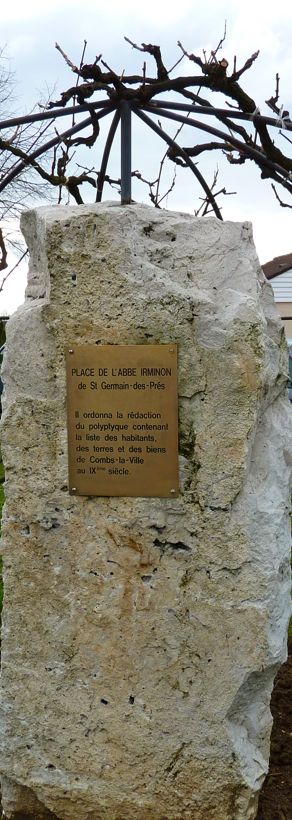 PLACE DE L'ABBE IRMINON
de St Germain-des-Prés
Il ordonna la rédaction
du polyptyque contenant
la liste des habitants,
des terres et des biens
de Combs-la-Ville
au IXème siècle.